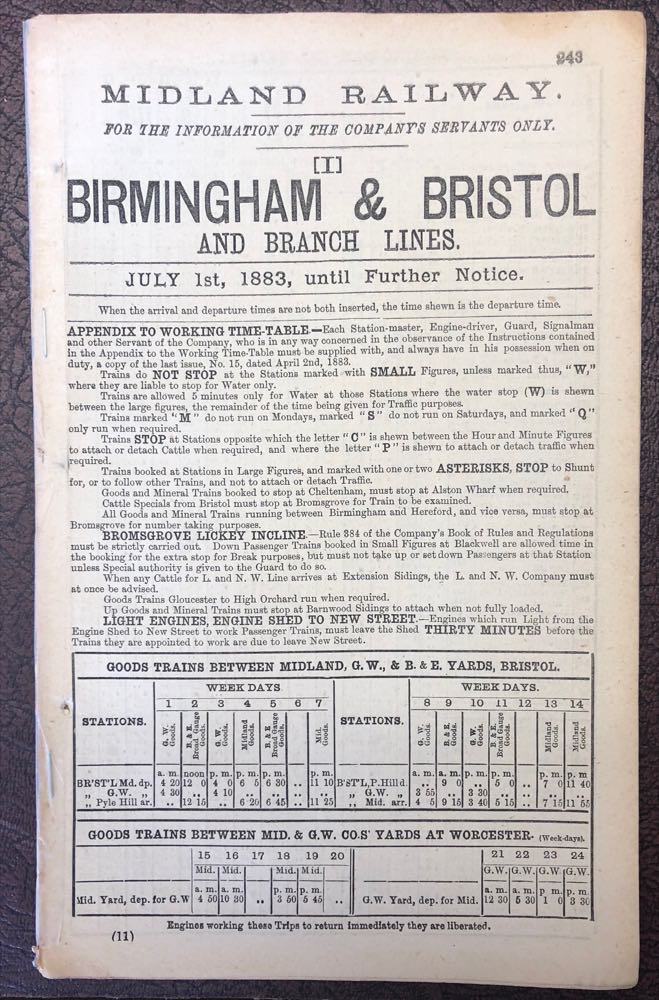 243
MIDLAND RAILWAY.
FOR THE INFORMATION OF THE COMPANY'S SERVANTS ONLY.
[I]
BIRMINGHAM & BRISTOL
AND BRANCH LINES.
JULY 1st, 1883, until Further Notice.
When the arrival and departure times are not both inserted, the time shewn is the departure time.
APPENDIX TO WORKING TIME-TABLE.—Each Station-master, Engine-driver, Guard, Signalman
and other Servant of the Company, who is in any way concerned in the observance of the Instructions contained
in the Appendix to the Working Time-Table must be supplied with, and always have in his possession when on
duty, a copy of the last issue, No. 15, dated April 2nd, 1883.
Trains do NOT STOP at the Stations marked with SMALL Figures, unless marked thus, "W,"
where they are liable to stop for Water only.
Trains are allowed 5 minutes only for Water at those Stations where the water stop (W) is shewn
between the large figures, the remainder of the time being given for Traffic purposes.
Trains marked "M" do not run on Mondays, marked "S" do not run on Saturdays, and marked "Q"
only run when required.
Trains STOP at Stations opposite which the letter "C" is shewn between the Hour and Minute Figures
to attach or detach Cattle when required, and where the letter "P" is shewn to attach or detach traffic when
required.
Trains booked at Stations in Large Figures, and marked with one or two ASTERISKS, STOP to Shunt
for, or to follow other Trains, and not to attach or detach Traffic.
Goods and Mineral Trains booked to stop at Cheltenham, must stop at Alston Wharf when required.
Cattle Specials from Bristol must stop at Bromsgrove for Train to be examined.
All Goods and Mineral Trains running between Birmingham and Hereford, and vice versa, must stop at
Bromsgrove for number taking purposes.
BROMSGROVE LICKEY INCLINE.—Rule 384 of the Company's Book of Rules and Regulations
must be strictly carried out. Down Passenger Trains booked in Small Figures at Blackwell are allowed time in
the booking for the extra stop for Break purposes, but must not take up or set down Passengers at that Station
unless Special authority is given to the Guard to do so.
When any Cattle for L. and N. W. Line arrives at Extension Sidings, the L. and N. W. Company must
at once be advised.
Goods Trains Gloucester to High Orchard run when required.
Up Goods and Mineral Trains must stop at Barnwood Sidings to attach when not fully loaded.
LIGHT ENGINES, ENGINE SHED TO NEW STREET.—Engines which run Light from the
Engine Shed to New Street to work Passenger Trains, must leave the Shed THIRTY MINUTES before the
Trains they are appointed to work are due to leave New Street.
GOODS TRAINS BETWEEN MIDLAND, G. W., & B. & E. YARDS, BRISTOL.
WEEK DAYS. WEEK DAYS.
1 2 3 4 5 6 7 8 9 10 11 12 13 14
STATIONS. G. W. Goods. B. & E. Broad Gauge Goods. G. W. Goods. Midland Goods. B. & E. Broad Gauge Goods. Mid. Goods. STATIONS. G. W. Goods. B. & E. Goods. G. W. Goods. B. & E. Broad Gauge Goods. Midland Goods. Midland Goods.
a. m. noon p. m. p. m. p. m. p. m. a. m. a. m. p. m. p. m. p. m. p. m
BR'ST'L Md. dp. 4 20 12 0 4 0 6 5 6 30 .. 11 10 B'ST'L, P. Hill d. .. 9 0 .. 5 0 .. 7 0 11 40
„ G.W. „ 4 30 .. 4 10 .. .. .. .. „ G.W. „ 3 55 .. 3 30 .. .. .. ..
„ Pyle Hill ar. .. 12 15 .. 6 20 6 45 .. 11 25 „ Mid. arr. 4 5 9 15 3 40 5 15 .. 7 15 11 55
GOODS TRAINS BETWEEN MID. & G.W. CO.S' YARDS AT WORCESTER. (Week-days).
15 16 17 18 19 20 21 22 23 24
Mid. Mid. Mid. Mid. G.W. G.W. G.W. G.W.
a. m. a. m. p. m. p. m. a. m. a. m. p m. p. m.
Mid. Yard, dep. for G.W 4 50 10 30 .. 3 50 5 45 .. G.W. Yard, dep. for Mid. 12 30 5 30 1 0 3 30
Engines working these Trips to return immediately they are liberated.
(11)